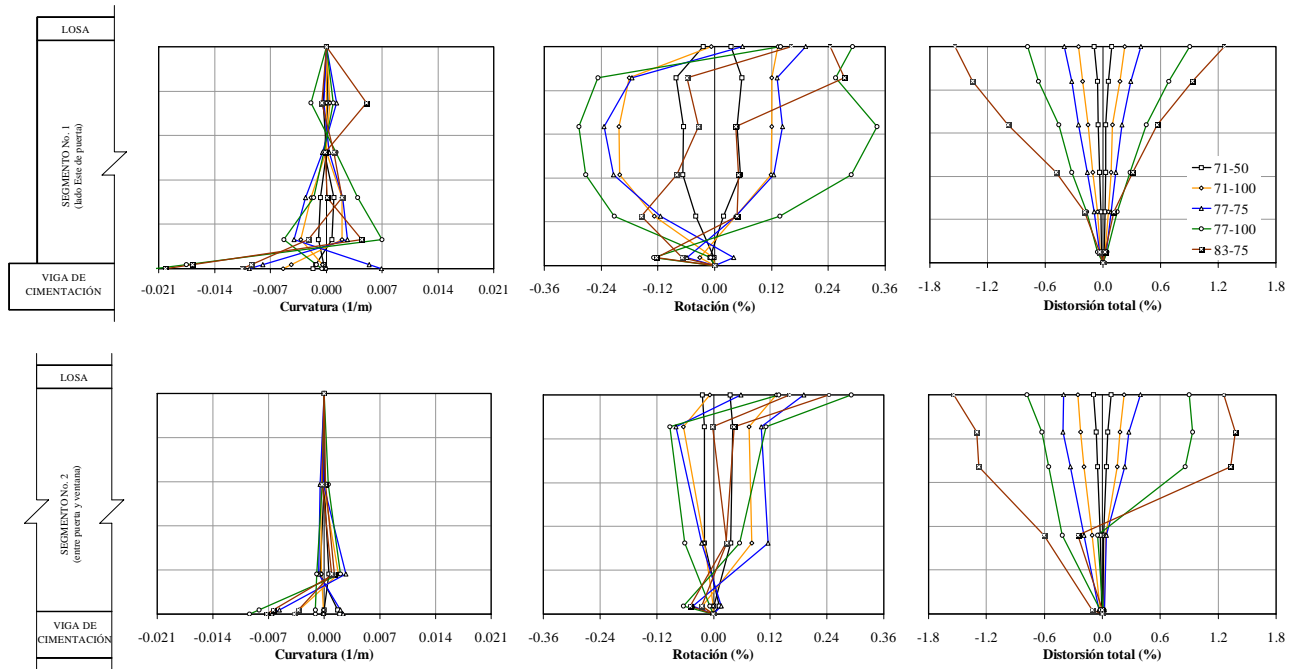 LOSA
SEGMENTO No. 1
(lado Este de puerta)
VIGA DE
CIMENTACIÓN
-0.021 -0.014 -0.007 0.000 0.007 0.014 0.021
Curvatura (1/m)
-0.36 -0.24 -0.12 0.00 0.12 0.24 0.36
Rotación (%)
71-50
71-100
77-75
77-100
83-75
-1.8 -1.2 -0.6 0.0 0.6 1.2 1.8
Distorsión total (%)
LOSA
SEGMENTO No. 2
(entre puerta y ventana)
VIGA DE
CIMENTACIÓN
-0.021 -0.014 -0.007 0.000 0.007 0.014 0.021
Curvatura (1/m)
-0.36 -0.24 -0.12 0.00 0.12 0.24 0.36
Rotación (%)
-1.8 -1.2 -0.6 0.0 0.6 1.2 1.8
Distorsión total (%)